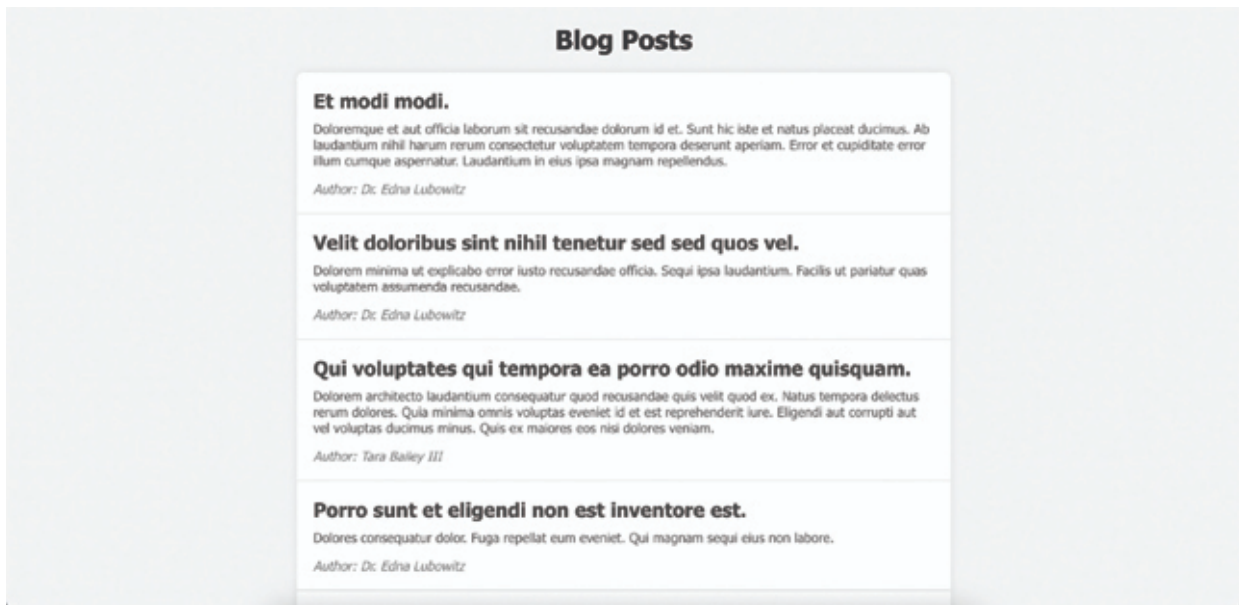 Blog Posts
Et modi modi.
Doloremque et aut officia laborum sit recusandae dolorum id et. Sunt hic iste et natus placeat ducimus. Ab
laudantium nihil harum rerum consectetur voluptatem tempora deserunt aperiam. Error et cupiditate error
illum cumque aspernatur. Laudantium in eius ipsa magnam repellendus.
Author: Dr. Edna Lubowitz
Velit doloribus sint nihil tenetur sed sed quos vel.
Dolorem minima ut explicabo error iusto recusandae officia. Sequi ipsa laudantium. Facilis ut pariatur quas
voluptatem assumenda recusandae.
Author: Dr. Edna Lubowitz
Qui voluptates qui tempora ea porro odio maxime quisquam.
Dolorem architecto laudantium consequatur quod recusandae quis velit quod ex. Natus tempora delectus
rerum dolores. Quia minima omnis voluptas eveniet id et est reprehenderit iure. Eligendi aut corrupti aut
vel voluptas ducimus minus. Quis ex maiores eos nisi dolores veniam.
Author: Tara Bailey III
Porro sunt et eligendi non est inventore est.
Dolores consequatur dolor. Fuga repellat eum eveniet. Qui magnam sequi eius non labore.
Author: Dr. Edna Lubowitz